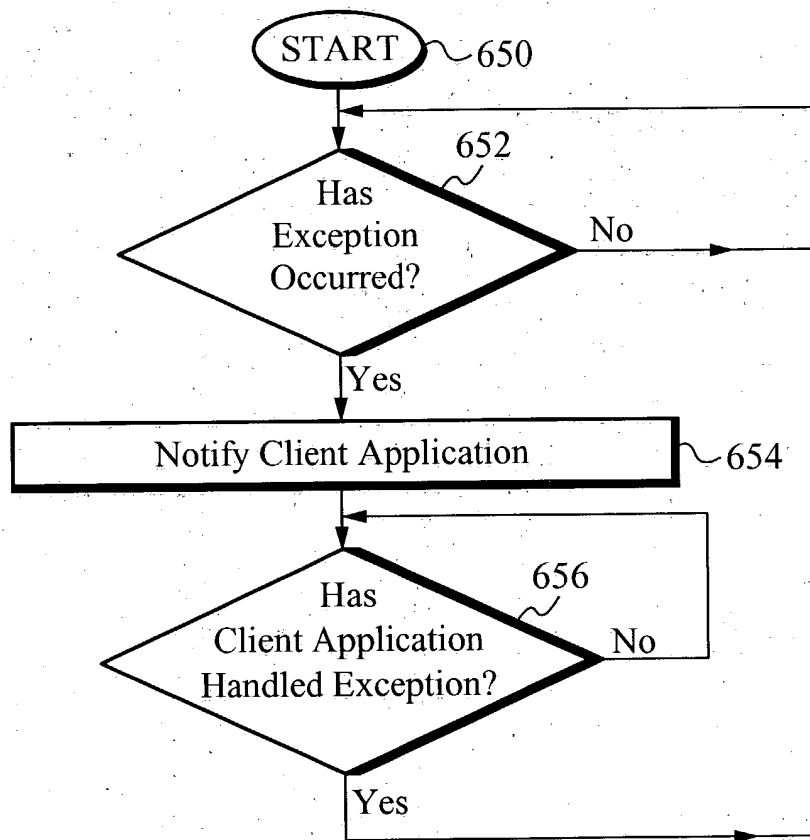 START
650
652
Has
Exception
Occurred?
No
Yes
Notify Client Application
654
656
Has
Client Application
Handled Exception?
No
Yes